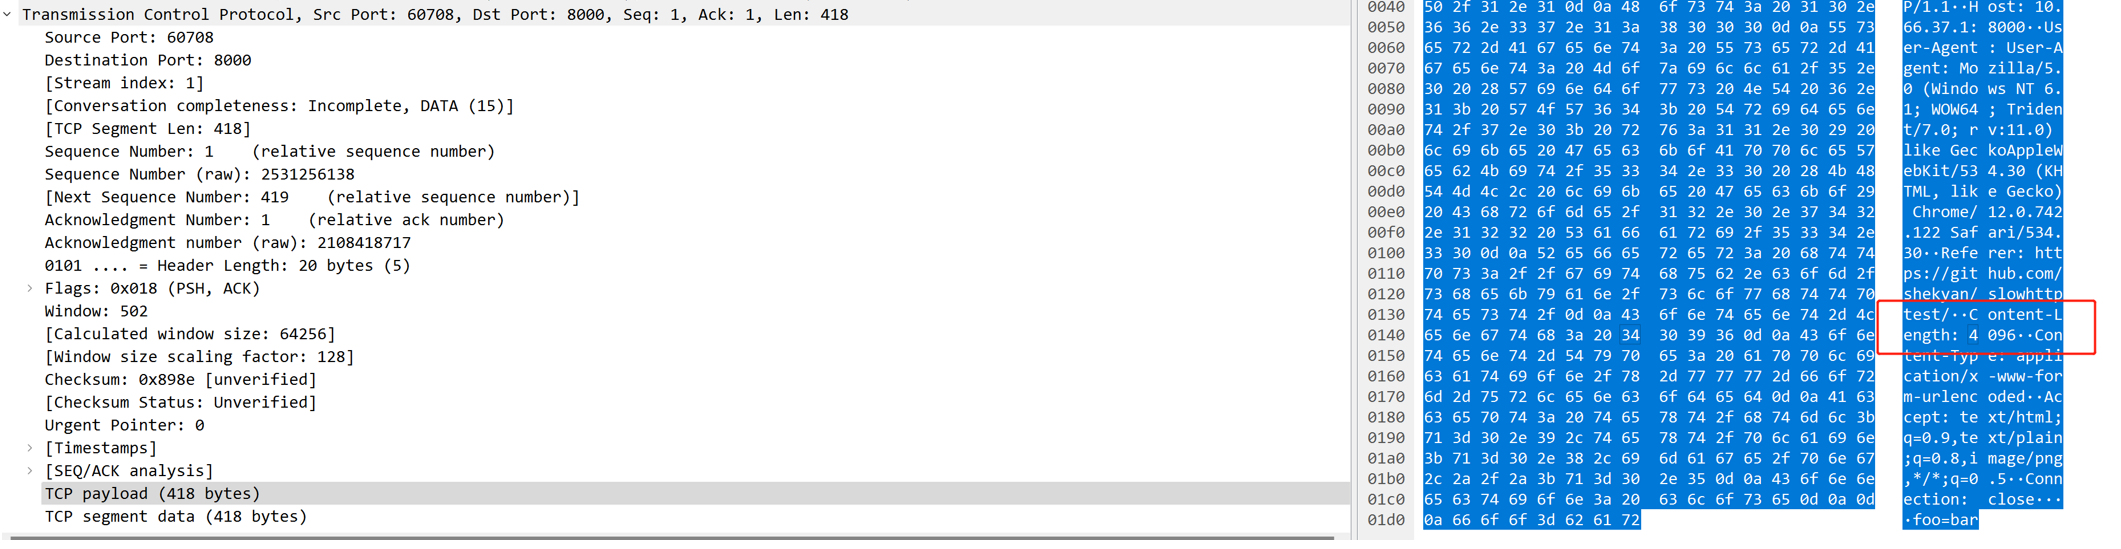 Transmission Control Protocol, Src Port: 60708, Dst Port: 8000, Seq: 1, Ack: 1, Len: 418
Source Port: 60708
Destination Port: 8000
[Stream index: 1]
[Conversation completeness: Incomplete, DATA (15)]
[TCP Segment Len: 418]
Sequence Number: 1    (relative sequence number)
Sequence Number (raw): 2531256138
[Next Sequence Number: 419    (relative sequence number)]
Acknowledgment Number: 1    (relative ack number)
Acknowledgment number (raw): 2108418717
0101 .... = Header Length: 20 bytes (5)
Flags: 0x018 (PSH, ACK)
Window: 502
[Calculated window size: 64256]
[Window size scaling factor: 128]
Checksum: 0x898e [unverified]
[Checksum Status: Unverified]
Urgent Pointer: 0
[Timestamps]
[SEQ/ACK analysis]
TCP payload (418 bytes)
TCP segment data (418 bytes)
0040 50 2f 31 2e 31 0d 0a 48 6f 73 74 3a 20 31 30 2e P/1.1··H ost: 10.
0050 36 36 2e 33 37 2e 31 3a 38 30 30 30 0d 0a 55 73 66.37.1: 8000··Us
0060 65 72 2d 41 67 65 6e 74 3a 20 55 73 65 72 2d 41 er-Agent : User-A
0070 67 65 6e 74 3a 20 4d 6f 7a 69 6c 6c 61 2f 35 2e gent: Mo zilla/5.
0080 30 20 28 57 69 6e 64 6f 77 73 20 4e 54 20 36 2e 0 (Windo ws NT 6.
0090 31 3b 20 57 4f 57 36 34 3b 20 54 72 69 64 65 6e 1; WOW64 ; Triden
00a0 74 2f 37 2e 30 3b 20 72 76 3a 31 31 2e 30 29 20 t/7.0; r v:11.0)
00b0 6c 69 6b 65 20 47 65 63 6b 6f 41 70 70 6c 65 57 like Gec koAppleW
00c0 65 62 4b 69 74 2f 35 33 34 2e 33 30 20 28 4b 48 ebKit/53 4.30 (KH
00d0 54 4d 4c 2c 20 6c 69 6b 65 20 47 65 63 6b 6f 29 TML, lik e Gecko)
00e0 20 43 68 72 6f 6d 65 2f 31 32 2e 30 2e 37 34 32 Chrome/ 12.0.742
00f0 2e 31 32 32 20 53 61 66 61 72 69 2f 35 33 34 2e .122 Saf ari/534.
0100 33 30 0d 0a 52 65 66 65 72 65 72 3a 20 68 74 74 30··Refe rer: htt
0110 70 73 3a 2f 2f 67 69 74 68 75 62 2e 63 6f 6d 2f ps://git hub.com/
0120 73 68 65 6b 79 61 6e 2f 73 6c 6f 77 68 74 74 70 shekyan/ slowhttp
0130 74 65 73 74 2f 0d 0a 43 6f 6e 74 65 6e 74 2d 4c test/··C ontent-L
0140 65 6e 67 74 68 3a 20 34 30 39 36 0d 0a 43 6f 6e ength: 4 096··Con
0150 74 65 6e 74 2d 54 79 70 65 3a 20 61 70 70 6c 69 tent-Typ e: appli
0160 63 61 74 69 6f 6e 2f 78 2d 77 77 77 2d 66 6f 72 cation/x -www-for
0170 6d 2d 75 72 6c 65 6e 63 6f 64 65 64 0d 0a 41 63 m-urlenc oded··Ac
0180 63 65 70 74 3a 20 74 65 78 74 2f 68 74 6d 6c 3b cept: te xt/html;
0190 71 3d 30 2e 39 2c 74 65 78 74 2f 70 6c 61 69 6e q=0.9,te xt/plain
01a0 3b 71 3d 30 2e 38 2c 69 6d 61 67 65 2f 70 6e 67 ;q=0.8,i mage/png
01b0 2c 2a 2f 2a 3b 71 3d 30 2e 35 0d 0a 43 6f 6e 6e ,*/*;q=0 .5··Conn
01c0 65 63 74 69 6f 6e 3a 20 63 6c 6f 73 65 0d 0a 0d ection:  close···
01d0 0a 66 6f 6f 3d 62 61 72 ·foo=bar